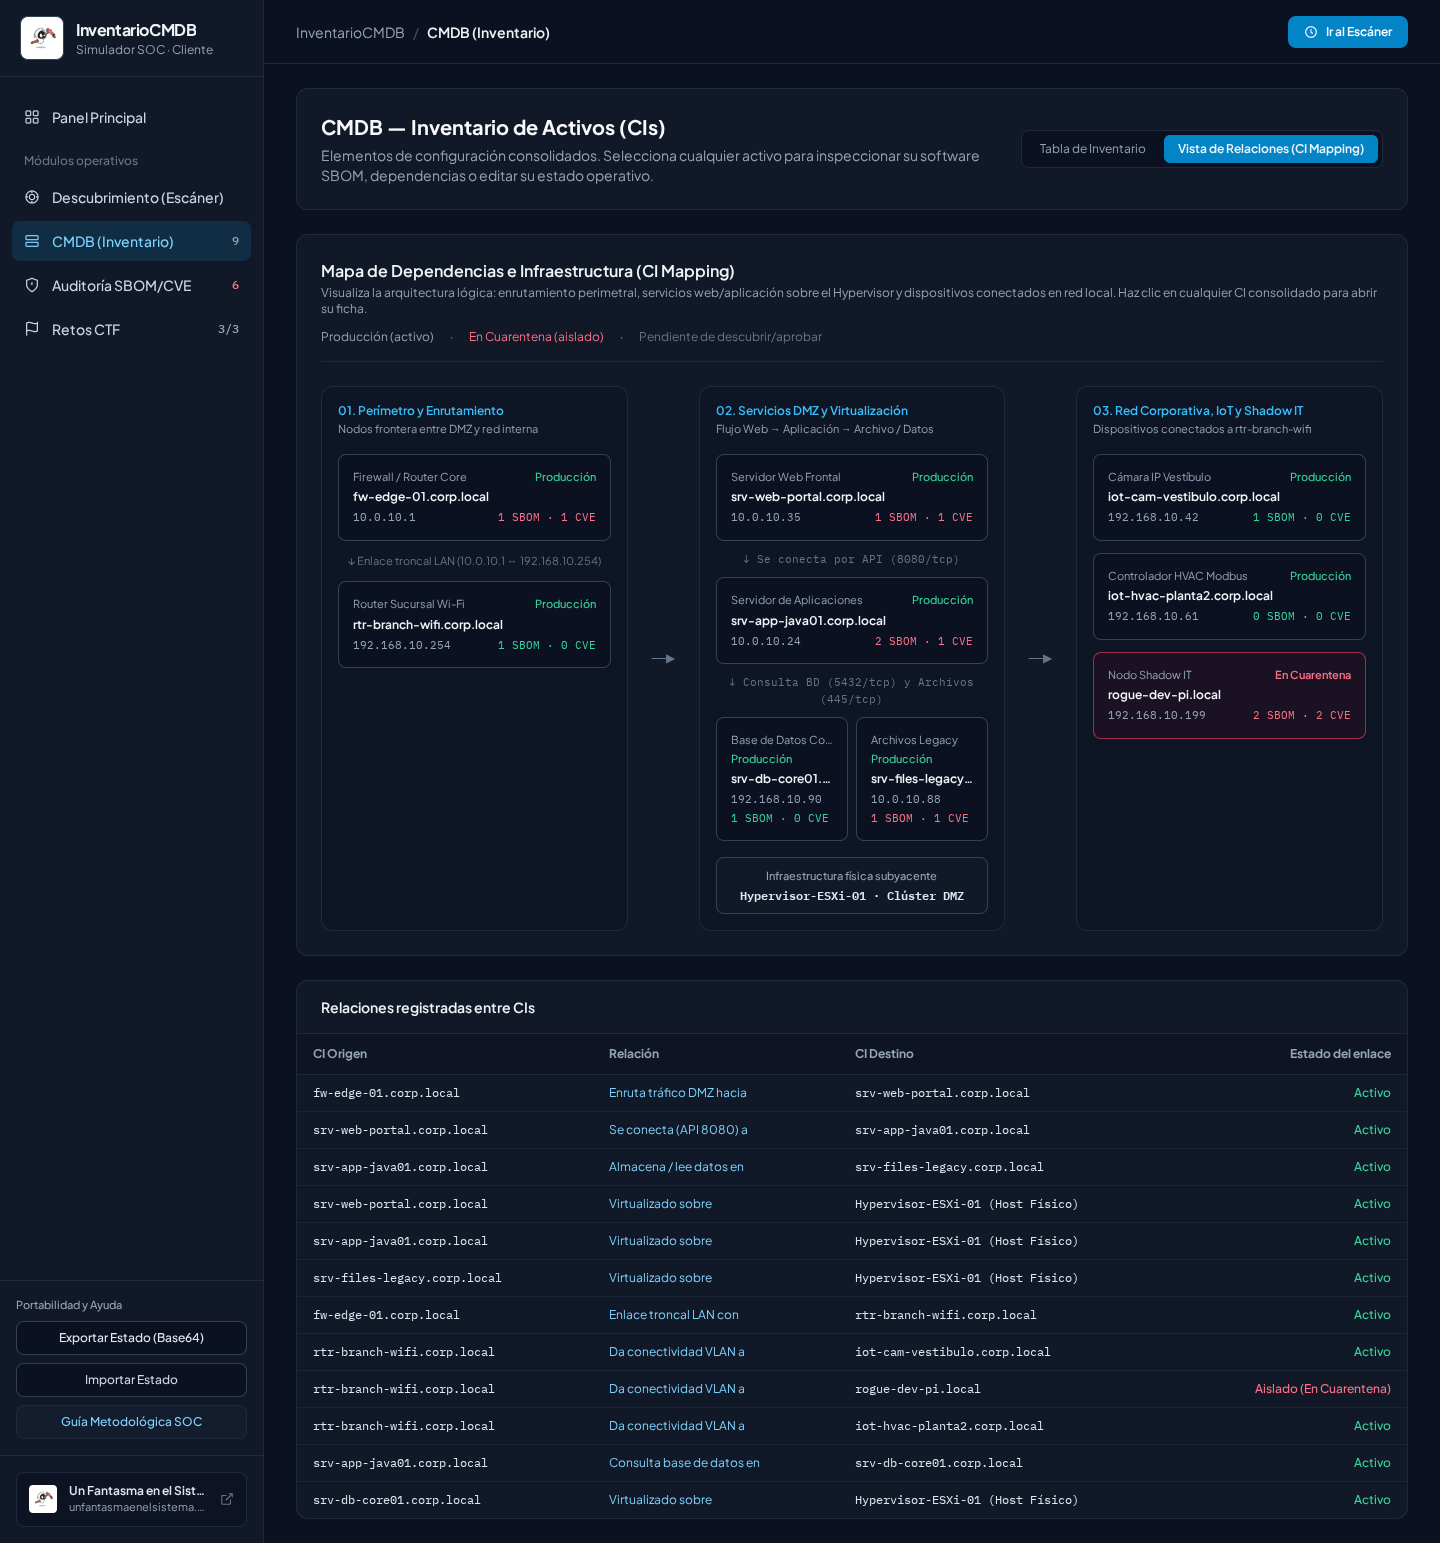 InventarioCMDB
Simulador SOC · Cliente
Panel Principal
Módulos operativos
Descubrimiento (Escáner)
CMDB (Inventario) 9
Auditoría SBOM/CVE 6
Retos CTF 3/3
Portabilidad y Ayuda
Exportar Estado (Base64)
Importar Estado
Guía Metodológica SOC
Un Fantasma en el Sist…
unfantasmaenelsistema.…
InventarioCMDB / CMDB (Inventario)
Ir al Escáner
CMDB — Inventario de Activos (CIs)
Elementos de configuración consolidados. Selecciona cualquier activo para inspeccionar su software
SBOM, dependencias o editar su estado operativo.
Tabla de Inventario
Vista de Relaciones (CI Mapping)
Mapa de Dependencias e Infraestructura (CI Mapping)
Visualiza la arquitectura lógica: enrutamiento perimetral, servicios web/aplicación sobre el Hypervisor y dispositivos conectados en red local. Haz clic en cualquier CI consolidado para abrir
su ficha.
Producción (activo) · En Cuarentena (aislado) · Pendiente de descubrir/aprobar
01. Perímetro y Enrutamiento
Nodos frontera entre DMZ y red interna
Firewall / Router Core Producción
fw-edge-01.corp.local
10.0.10.1 1 SBOM · 1 CVE
↓ Enlace troncal LAN (10.0.10.1 ↔ 192.168.10.254)
Router Sucursal Wi-Fi Producción
rtr-branch-wifi.corp.local
192.168.10.254 1 SBOM · 0 CVE
02. Servicios DMZ y Virtualización
Flujo Web → Aplicación → Archivo / Datos
Servidor Web Frontal Producción
srv-web-portal.corp.local
10.0.10.35 1 SBOM · 1 CVE
↓ Se conecta por API (8080/tcp)
Servidor de Aplicaciones Producción
srv-app-java01.corp.local
10.0.10.24 2 SBOM · 1 CVE
↓ Consulta BD (5432/tcp) y Archivos
(445/tcp)
Base de Datos Co…
Producción
srv-db-core01.…
192.168.10.90
1 SBOM · 0 CVE
Archivos Legacy
Producción
srv-files-legacy…
10.0.10.88
1 SBOM · 1 CVE
Infraestructura física subyacente
Hypervisor-ESXi-01 · Clúster DMZ
03. Red Corporativa, IoT y Shadow IT
Dispositivos conectados a rtr-branch-wifi
Cámara IP Vestíbulo Producción
iot-cam-vestibulo.corp.local
192.168.10.42 1 SBOM · 0 CVE
Controlador HVAC Modbus Producción
iot-hvac-planta2.corp.local
192.168.10.61 0 SBOM · 0 CVE
Nodo Shadow IT En Cuarentena
rogue-dev-pi.local
192.168.10.199 2 SBOM · 2 CVE
Relaciones registradas entre CIs
CI Origen Relación CI Destino Estado del enlace
fw-edge-01.corp.local Enruta tráfico DMZ hacia srv-web-portal.corp.local Activo
srv-web-portal.corp.local Se conecta (API 8080) a srv-app-java01.corp.local Activo
srv-app-java01.corp.local Almacena / lee datos en srv-files-legacy.corp.local Activo
srv-web-portal.corp.local Virtualizado sobre Hypervisor-ESXi-01 (Host Físico) Activo
srv-app-java01.corp.local Virtualizado sobre Hypervisor-ESXi-01 (Host Físico) Activo
srv-files-legacy.corp.local Virtualizado sobre Hypervisor-ESXi-01 (Host Físico) Activo
fw-edge-01.corp.local Enlace troncal LAN con rtr-branch-wifi.corp.local Activo
rtr-branch-wifi.corp.local Da conectividad VLAN a iot-cam-vestibulo.corp.local Activo
rtr-branch-wifi.corp.local Da conectividad VLAN a rogue-dev-pi.local Aislado (En Cuarentena)
rtr-branch-wifi.corp.local Da conectividad VLAN a iot-hvac-planta2.corp.local Activo
srv-app-java01.corp.local Consulta base de datos en srv-db-core01.corp.local Activo
srv-db-core01.corp.local Virtualizado sobre Hypervisor-ESXi-01 (Host Físico) Activo